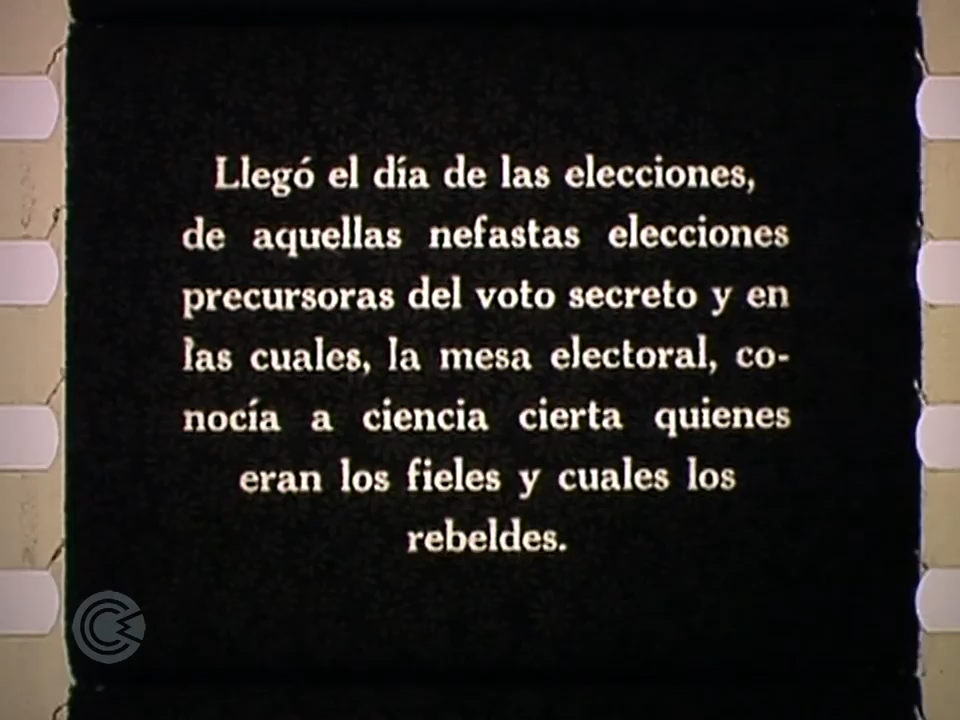 Llegó el día de las elecciones,
de aquellas nefastas elecciones
precursoras del voto secreto y en
las cuales, la mesa electoral, co-
nocía a ciencia cierta quienes
eran los fieles y cuales los
rebeldes.